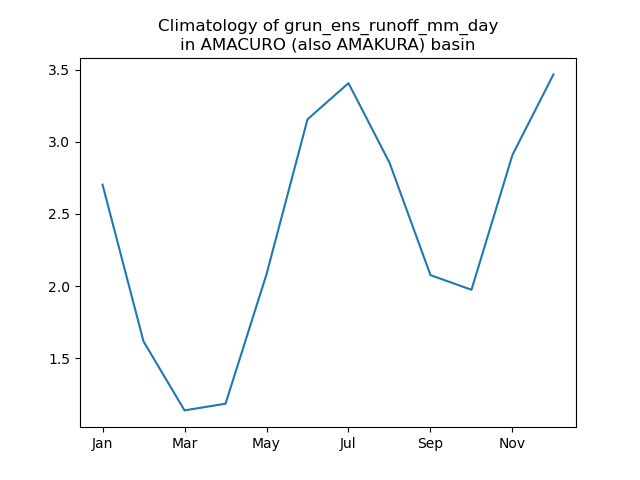 Climatology of grun_ens_runoff_mm_day
in AMACURO (also AMAKURA) basin
3.5
3.0
2.5
2.0
1.5
Jan Mar May Jul Sep Nov